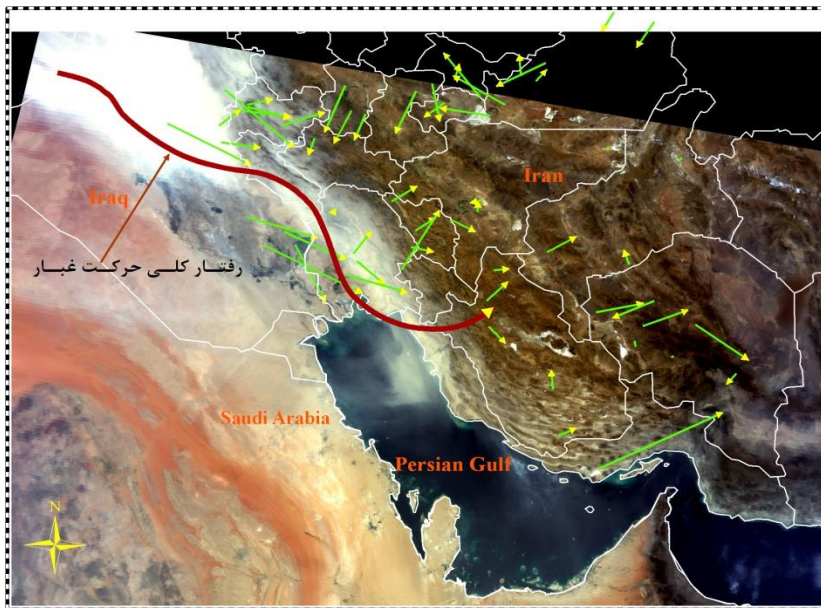 Iran
Iraq
رفتار کلی حرکت غبار
Saudi Arabia
Persian Gulf
N